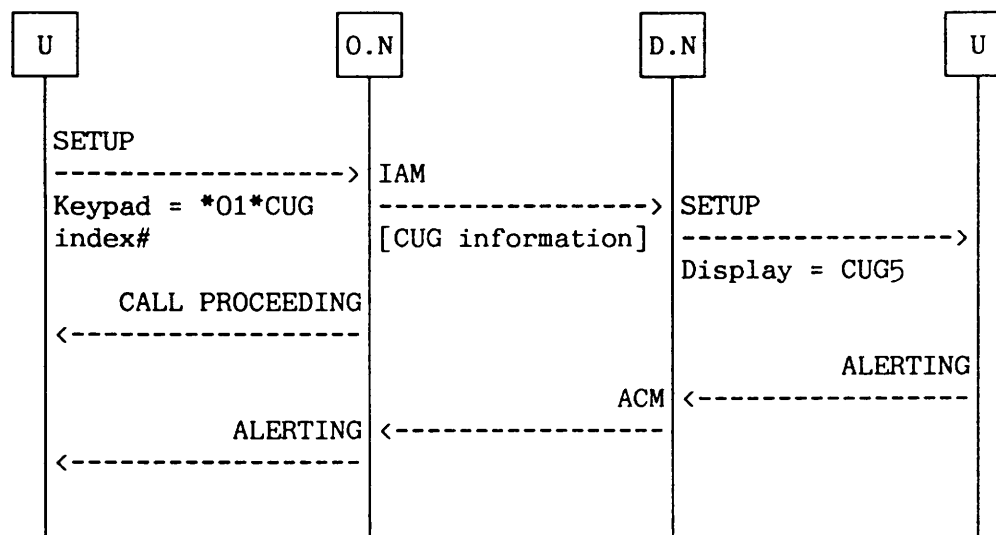 U O.N D.N U
SETUP
IAM
Keypad = *01*CUG
SETUP
index#
[CUG information]
Display = CUG5
CALL PROCEEDING
ALERTING
ACM
ALERTING